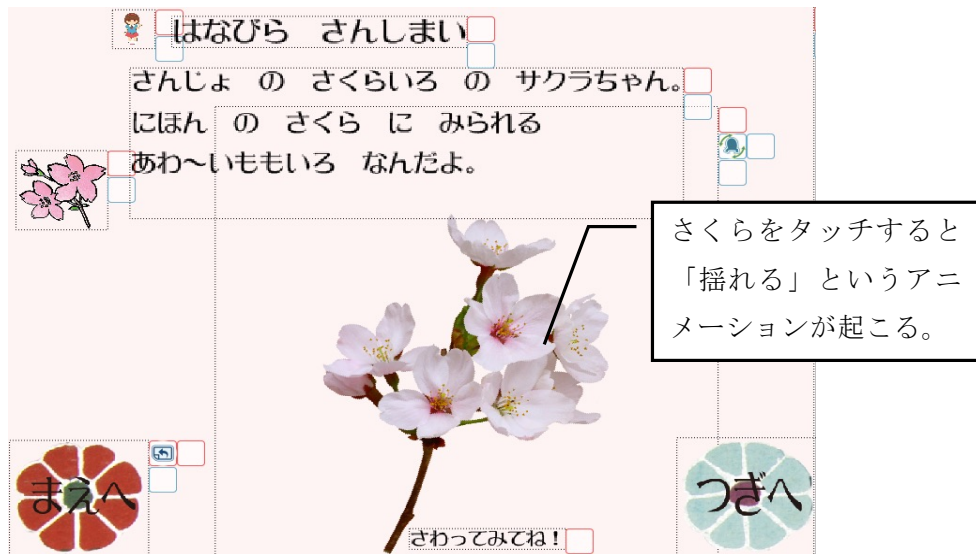 はなびら さんしまい
さんじょ の さくらいろ の サクラちゃん。
にほん の さくら に みられる
あわ～いももいろ なんだよ。
さくらをタッチすると
「揺れる」というアニ
メーションが起こる。
まえへ
つぎへ
さわってみてね！